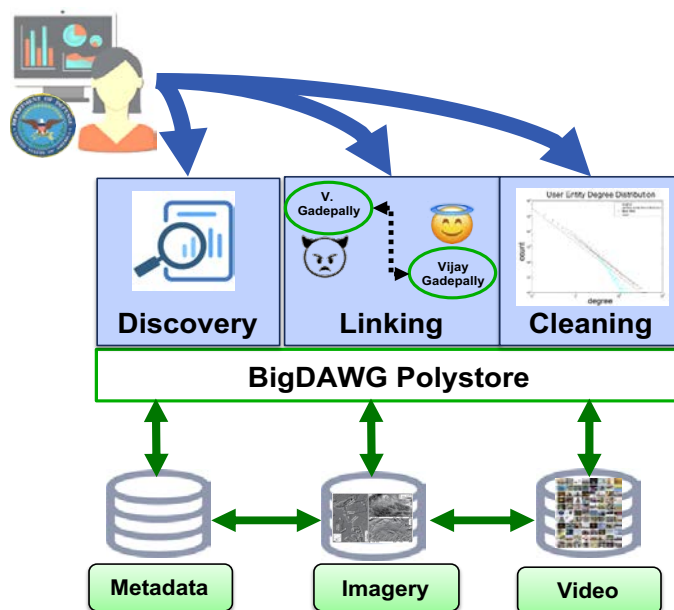 V.
Gadepally
Vijay
Gadepally
User Entity Degree Distribution
count
degree
Discovery
Linking
Cleaning
BigDAWG Polystore
Metadata
Imagery
Video